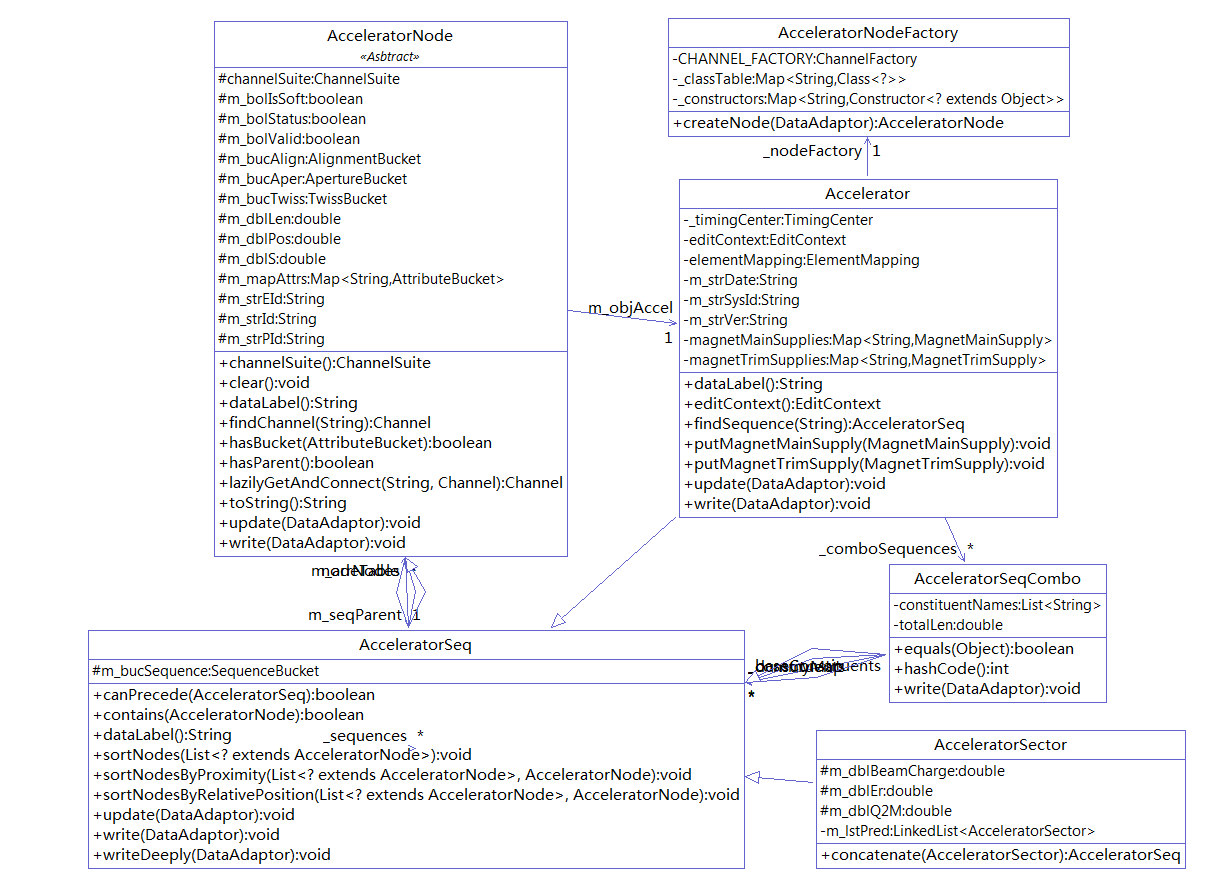 AcceleratorNode
«Asbtract»
#channelSuite:ChannelSuite
#m_bolIsSoft:boolean
#m_bolStatus:boolean
#m_bolValid:boolean
#m_bucAlign:AlignmentBucket
#m_bucAper:ApertureBucket
#m_bucTwiss:TwissBucket
#m_dblLen:double
#m_dblPos:double
#m_dblS:double
#m_mapAttrs:Map<String,AttributeBucket>
#m_strEId:String
#m_strId:String
#m_strPId:String
+channelSuite():ChannelSuite
+clear():void
+dataLabel():String
+findChannel(String):Channel
+hasBucket(AttributeBucket):boolean
+hasParent():boolean
+lazilyGetAndConnect(String, Channel):Channel
+toString():String
+update(DataAdaptor):void
+write(DataAdaptor):void
AcceleratorNodeFactory
-CHANNEL_FACTORY:ChannelFactory
-_classTable:Map<String,Class<?>>
-_constructors:Map<String,Constructor<? extends Object>>
+createNode(DataAdaptor):AcceleratorNode
_nodeFactory 1
Accelerator
-_timingCenter:TimingCenter
-editContext:EditContext
-elementMapping:ElementMapping
-m_strDate:String
-m_strSysId:String
-m_strVer:String
-magnetMainSupplies:Map<String,MagnetMainSupply>
-magnetTrimSupplies:Map<String,MagnetTrimSupply>
+dataLabel():String
+editContext():EditContext
+findSequence(String):AcceleratorSeq
+putMagnetMainSupply(MagnetMainSupply):void
+putMagnetTrimSupply(MagnetTrimSupply):void
+update(DataAdaptor):void
+write(DataAdaptor):void
m_objAccel
1
_comboSequences *
AcceleratorSeqCombo
-constituentNames:List<String>
-totalLen:double
+equals(Object):boolean
+hashCode():int
+write(DataAdaptor):void
m_seqParent 1
AcceleratorSeq
#m_bucSequence:SequenceBucket
+canPrecede(AcceleratorSeq):boolean
+contains(AcceleratorNode):boolean
+dataLabel():String
_sequences *
+sortNodes(List<? extends AcceleratorNode>):void
+sortNodesByProximity(List<? extends AcceleratorNode>, AcceleratorNode):void
+sortNodesByRelativePosition(List<? extends AcceleratorNode>, AcceleratorNode):void
+update(DataAdaptor):void
+write(DataAdaptor):void
+writeDeeply(DataAdaptor):void
*
AcceleratorSector
#m_dblBeamCharge:double
#m_dblEr:double
#m_dblQ2M:double
-m_lstPred:LinkedList<AcceleratorSector>
+concatenate(AcceleratorSector):AcceleratorSeq